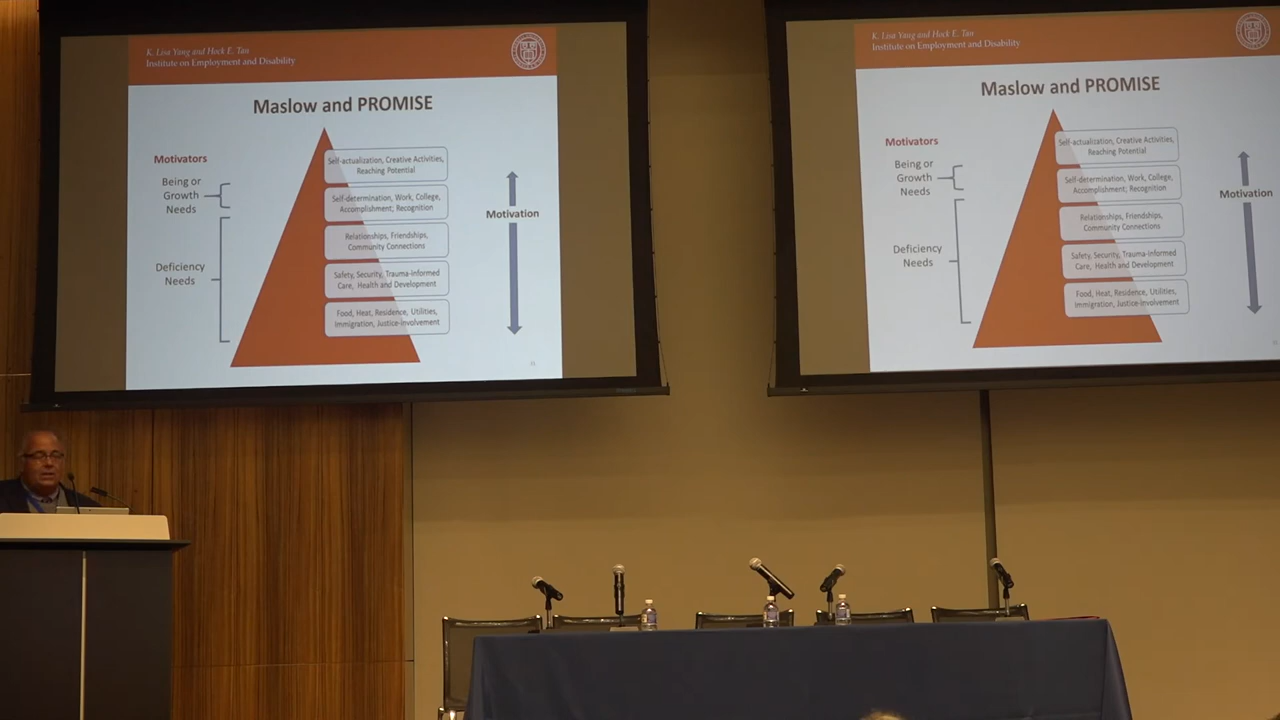 K. Lisa Yang and Hock E. Tan
Institute on Employment and Disability
Maslow and PROMISE
Motivators
Being or
Growth
Needs
Deficiency
Needs
Self-actualization, Creative Activities,
Reaching Potential
Self-determination, Work, College,
Accomplishment; Recognition
Relationships, Friendships,
Community Connections
Safety, Security, Trauma-Informed
Care, Health and Development
Food, Heat, Residence, Utilities,
Immigration, Justice-Involvement
Motivation
K. Lisa Yang and Hock E. Tan
Institute on Employment and Disability
Maslow and PROMISE
Motivators
Being or
Growth
Needs
Deficiency
Needs
Self-actualization, Creative Activities,
Reaching Potential
Self-determination, Work, College,
Accomplishment; Recognition
Relationships, Friendships,
Community Connections
Safety, Security, Trauma-Informed
Care, Health and Development
Food, Heat, Residence, Utilities,
Immigration, Justice-Involvement
Motivation